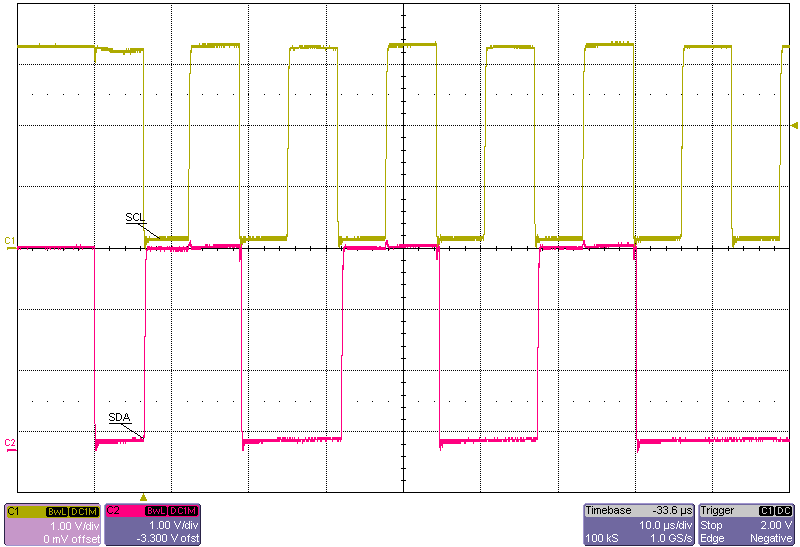 SCL
C1
SDA
C2
C1 BwL DC1M
1.00 V/div
0 mV offset
C2 BwL DC1M
1.00 V/div
-3.300 V ofst
Timebase -33.6 µs
10.0 µs/div
100 kS 1.0 GS/s
Trigger C1 DC
Stop 2.00 V
Edge Negative